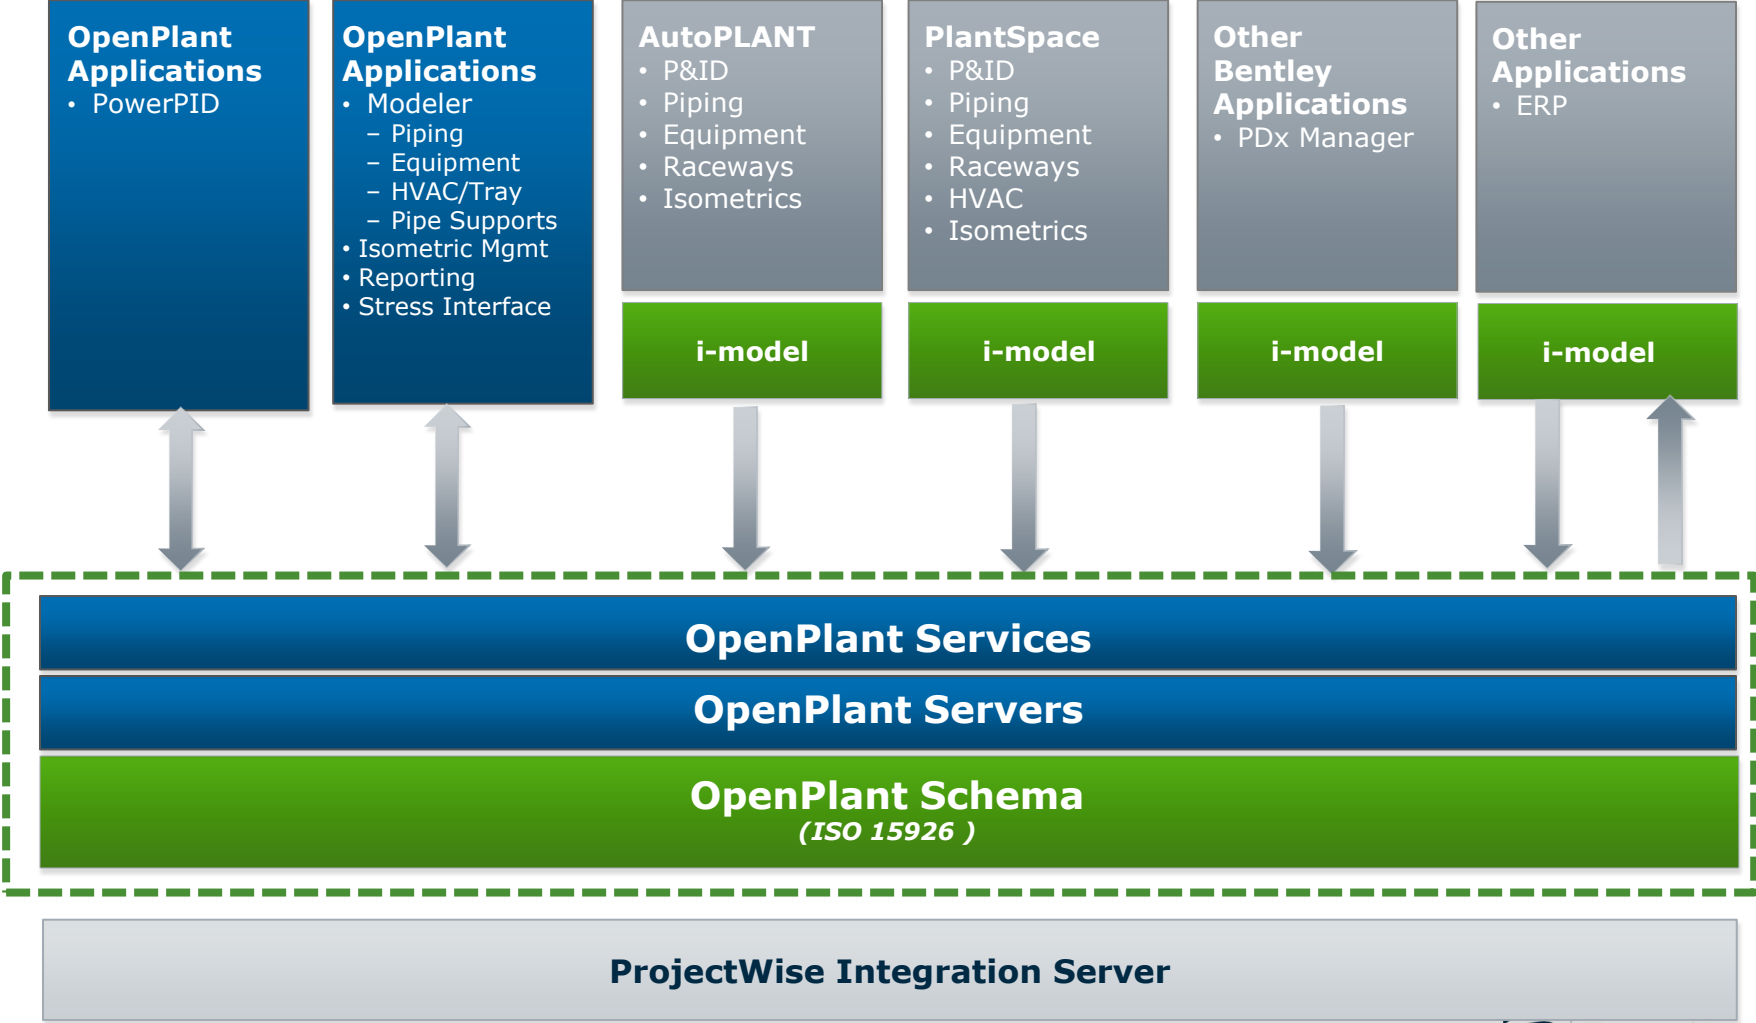 OpenPlant
Applications
• PowerPID
OpenPlant
Applications
• Modeler
– Piping
– Equipment
– HVAC/Tray
– Pipe Supports
• Isometric Mgmt
• Reporting
• Stress Interface
AutoPLANT
• P&ID
• Piping
• Equipment
• Raceways
• Isometrics
PlantSpace
• P&ID
• Piping
• Equipment
• Raceways
• HVAC
• Isometrics
Other
Bentley
Applications
• PDx Manager
Other
Applications
• ERP
i-model
i-model
i-model
i-model
OpenPlant Services
OpenPlant Servers
OpenPlant Schema
(ISO 15926 )
ProjectWise Integration Server